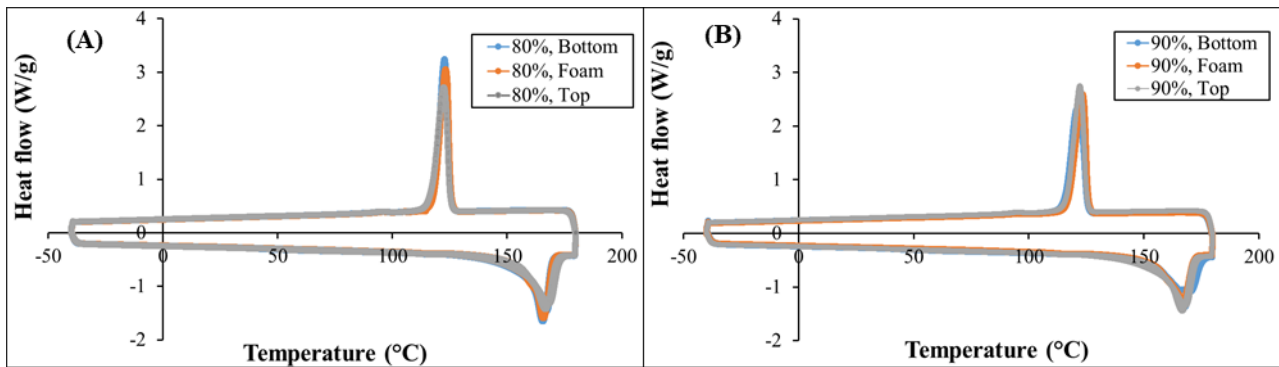 (A)
80%, Bottom
80%, Foam
80%, Top
Heat flow (W/g)
4
3
2
1
0
-1
-2
-50
0
50
100
150
200
Temperature (°C)
(B)
90%, Bottom
90%, Foam
90%, Top
Heat flow (W/g)
4
3
2
1
0
-1
-2
-50
0
50
100
150
200
Temperature (°C)